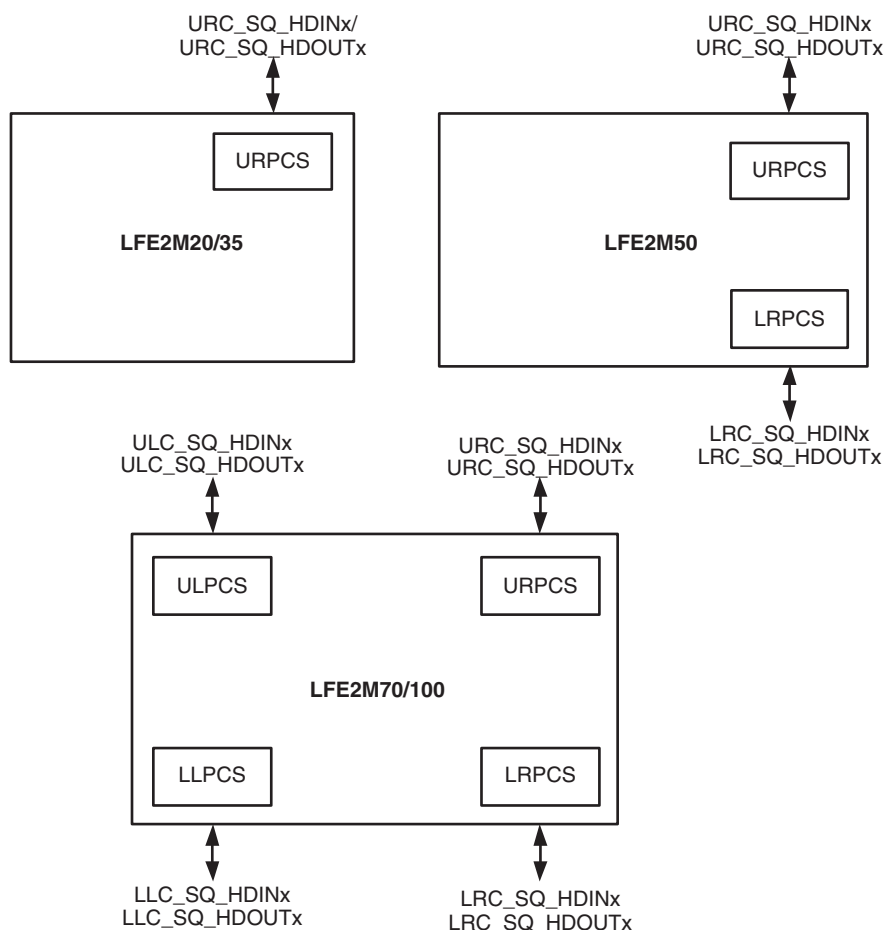 URC_SQ_HDINx/
URC_SQ_HDOUTx
URPCS
LFE2M20/35
URC_SQ_HDINx
URC_SQ_HDOUTx
URPCS
LFE2M50
LRPCS
LRC_SQ_HDINx
LRC_SQ_HDOUTx
ULC_SQ_HDINx
ULC_SQ_HDOUTx
URC_SQ_HDINx
URC_SQ_HDOUTx
ULPCS
URPCS
LFE2M70/100
LLPCS
LRPCS
LLC_SQ_HDINx
LLC_SQ_HDOUTx
LRC_SQ_HDINx
LRC_SQ_HDOUTx